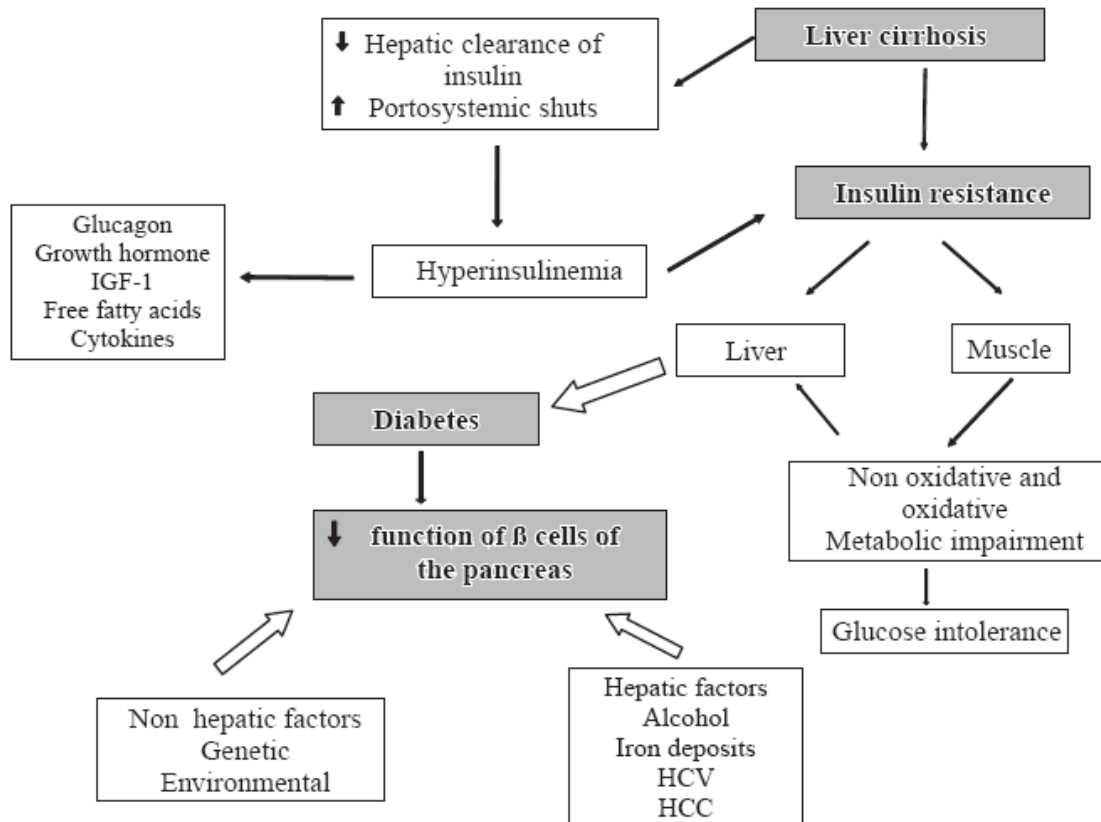 Liver cirrhosis
⬇ Hepatic clearance of
insulin
⬆ Portosystemic shuts
Insulin resistance
Glucagon
Growth hormone
IGF-1
Free fatty acids
Cytokines
Hyperinsulinemia
Liver
Muscle
Diabetes
Non oxidative and
oxidative
Metabolic impairment
⬇ function of ß cells of
the pancreas
Glucose intolerance
Non hepatic factors
Genetic
Environmental
Hepatic factors
Alcohol
Iron deposits
HCV
HCC